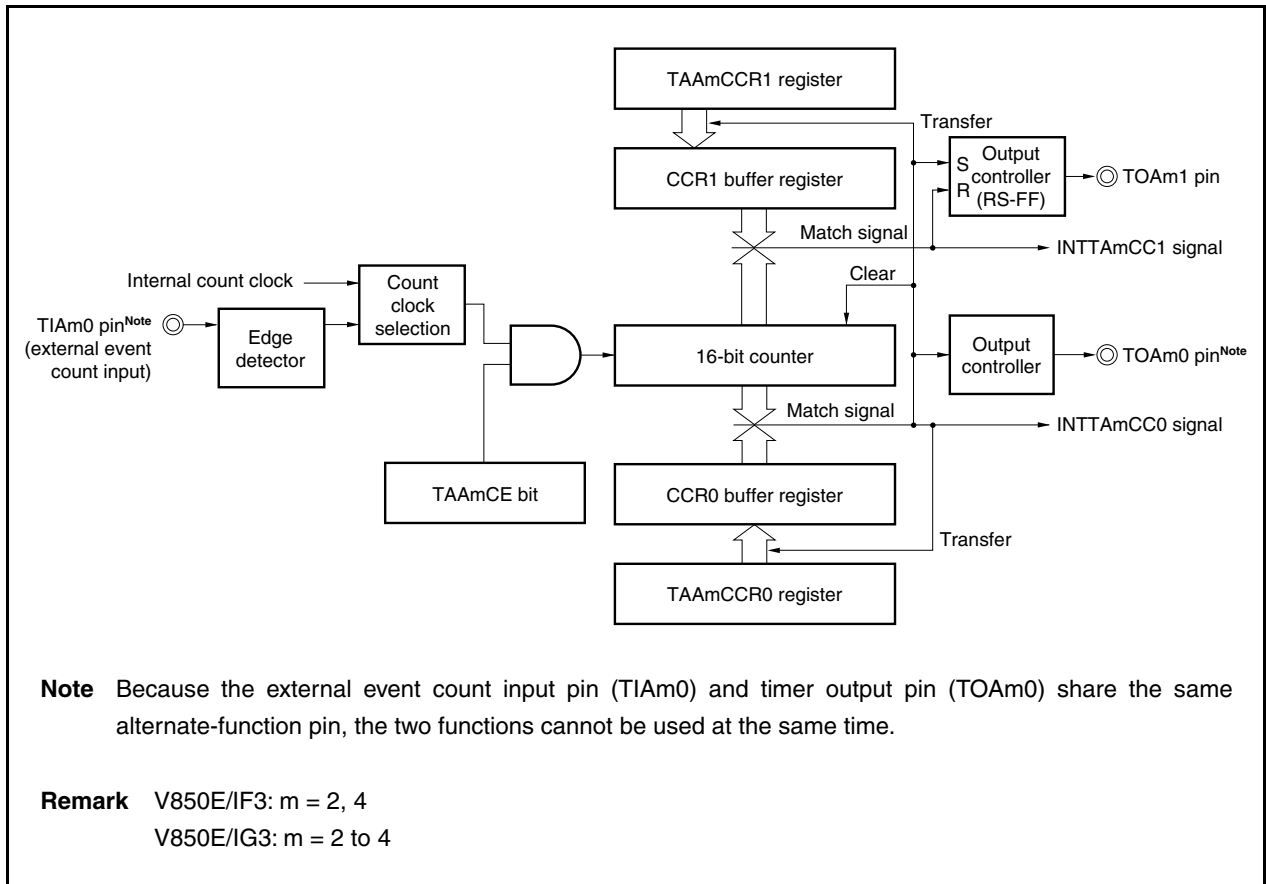 TAAmCCR1 register
Transfer
CCR1 buffer register
S
R
Output
controller
(RS-FF)
TOAm1 pin
Match signal
INTTAmCC1 signal
Internal count clock
Count
clock
selection
Clear
TIAm0 pinNote
(external event
count input)
Edge
detector
16-bit counter
Output
controller
TOAm0 pinNote
Match signal
INTTAmCC0 signal
TAAmCE bit
CCR0 buffer register
Transfer
TAAmCCR0 register
Note Because the external event count input pin (TIAm0) and timer output pin (TOAm0) share the same
alternate-function pin, the two functions cannot be used at the same time.
Remark V850E/IF3: m = 2, 4
V850E/IG3: m = 2 to 4